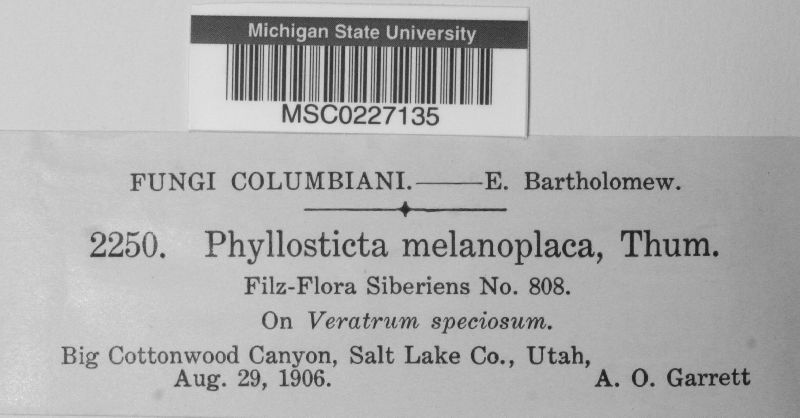 Michigan State University
MSC0227135
FUNGI COLUMBIANI.——E. Bartholomew.
2250. Phyllosticta melanoplaca, Thum.
Filz-Flora Siberiens No. 808.
On Veratrum speciosum.
Big Cottonwood Canyon, Salt Lake Co., Utah,
Aug. 29, 1906. A. O. Garrett